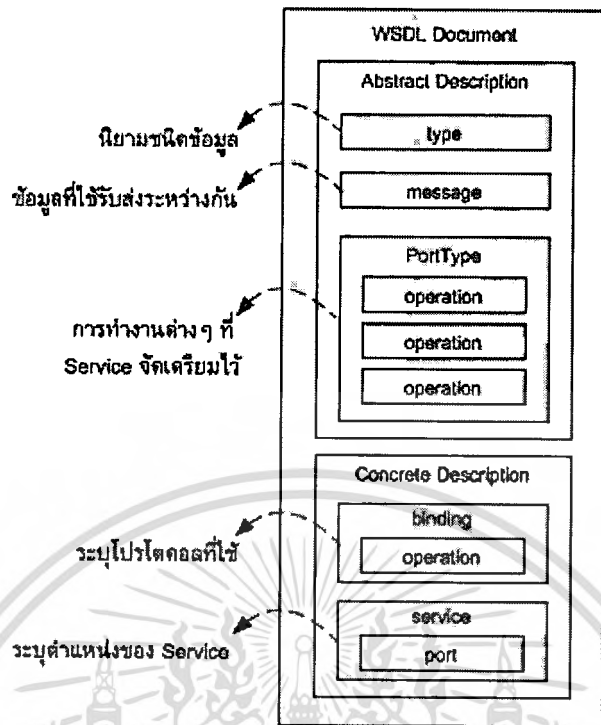 WSDL Document
Abstract Description
นิยามชนิดข้อมูล
type
ข้อมูลที่ใช้รับส่งระหว่างกัน
message
PortType
operation
operation
operation
การทำงานต่างๆ ที่
Service จัดเตรียมไว้
Concrete Description
binding
operation
ระบุโปรโตคอลที่ใช้
service
port
ระบุตำแหน่งของ Service